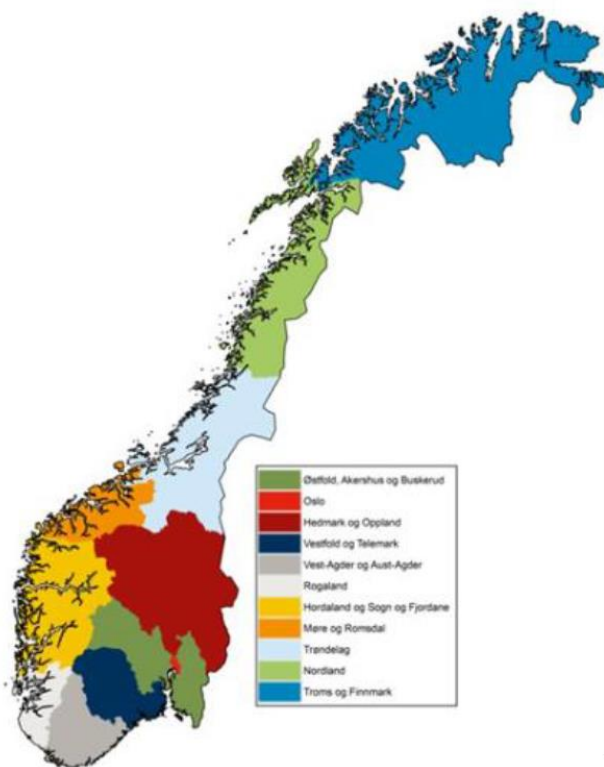 Østfold, Akershus og Buskerud
Oslo
Hedmark og Oppland
Vestfold og Telemark
Vest-Agder og Aust-Agder
Rogaland
Hordaland og Sogn og Fjordane
Møre og Romsdal
Trøndelag
Nordland
Troms og Finnmark